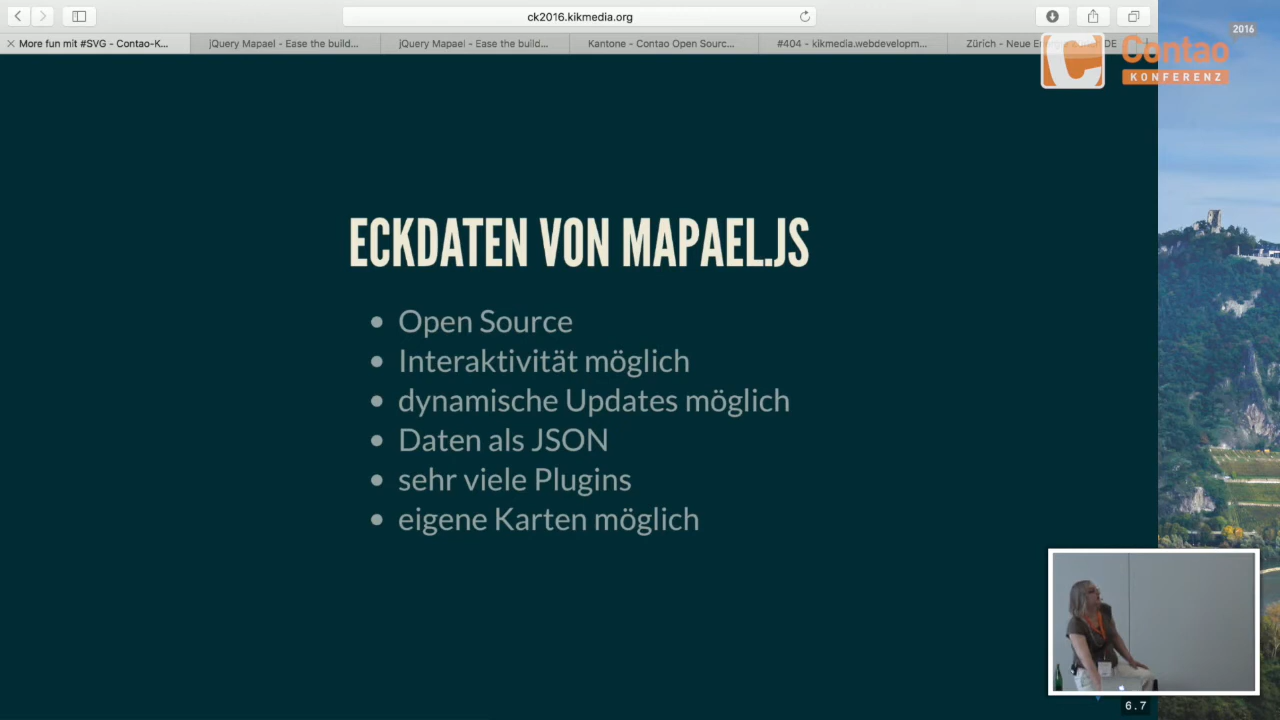 ck2016.kikmedia.org
More fun mit #SVG - Contao-K...
jQuery Mapael - Ease the build...
jQuery Mapael - Ease the build...
Kantone - Contao Open Sourc...
#404 - kikmedia.webdevelopm...
Zürich - Neue
DE
2016
Contao
KONFERENZ
ECKDATEN VON MAPAEL.JS
Open Source
Interaktivität möglich
dynamische Updates möglich
Daten als JSON
sehr viele Plugins
eigene Karten möglich
6.7